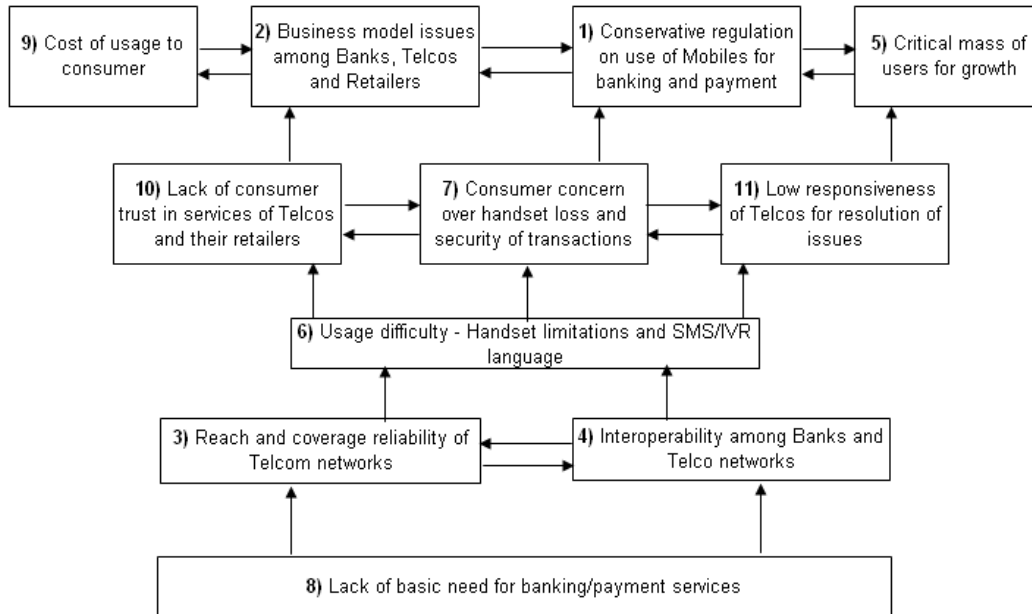 9) Cost of usage to
consumer
2) Business model issues
among Banks, Telcos
and Retailers
1) Conservative regulation
on use of Mobiles for
banking and payment
5) Critical mass of
users for growth
10) Lack of consumer
trust in services of Telcos
and their retailers
7) Consumer concern
over handset loss and
security of transactions
11) Low responsiveness
of Telcos for resolution of
issues
6) Usage difficulty - Handset limitations and SMS/IVR
language
3) Reach and coverage reliability of
Telcom networks
4) Interoperability among Banks and
Telco networks
8) Lack of basic need for banking/payment services